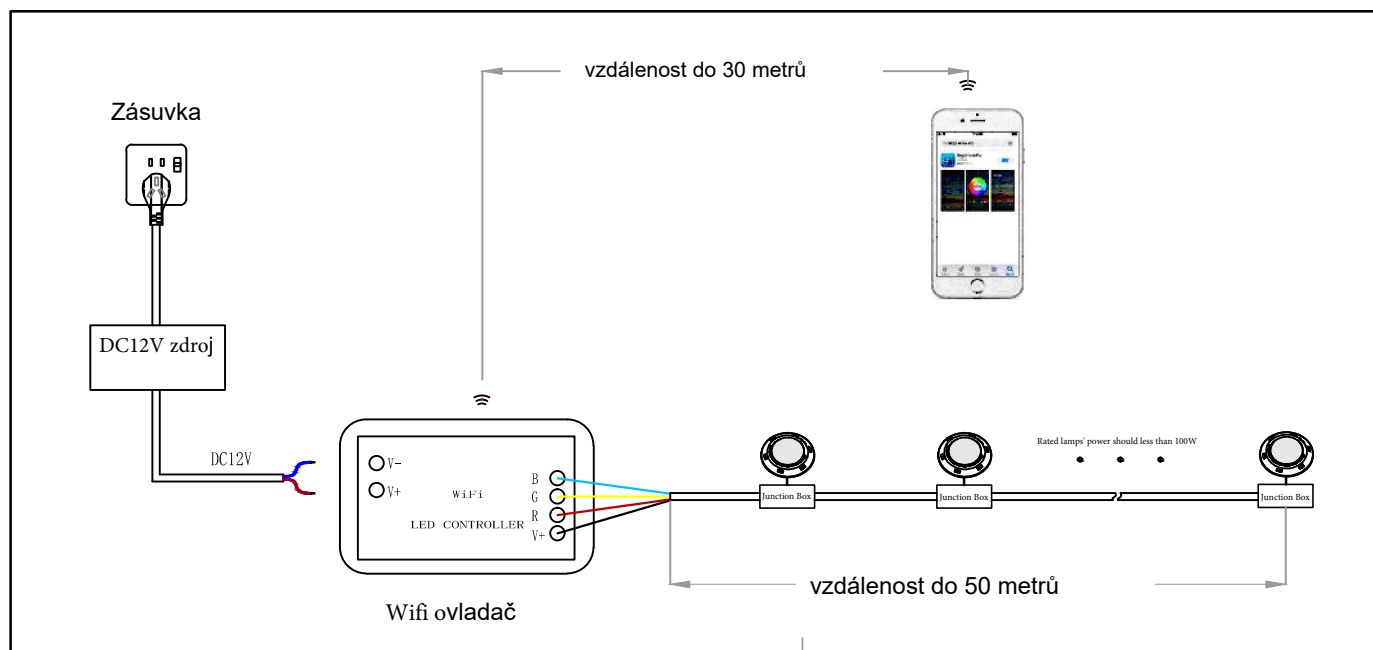 vzdálenost do 30 metrů
Zásuvka
DC12V zdroj
DC12V
V-
V+
WiFi
LED CONTROLLER
B
G
R
V+
Rated lamps' power should less than 100W
Junction Box
Junction Box
Junction Box
vzdálenost do 50 metrů
Wifi ovladač